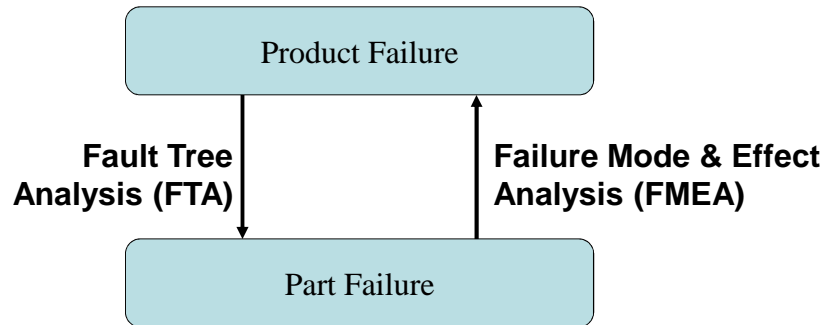 Product Failure
Fault Tree
Analysis (FTA)
Failure Mode & Effect
Analysis (FMEA)
Part Failure